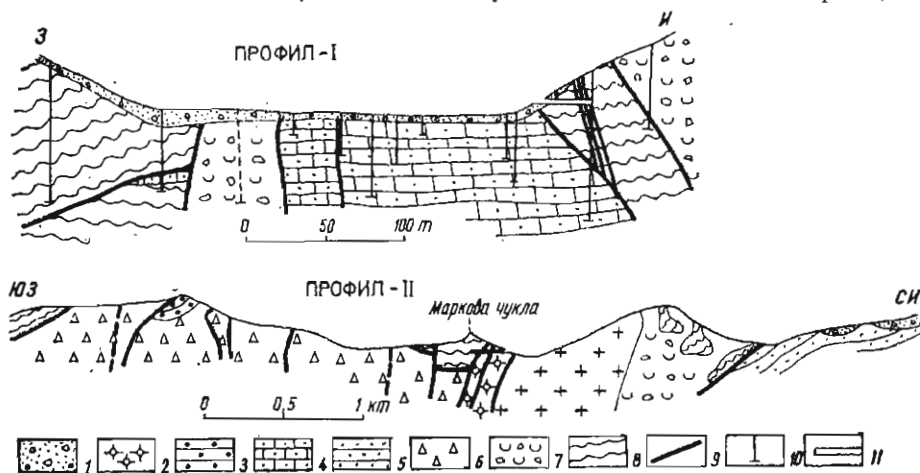 З
ПРОФИЛ-I
И
0 50 100 m
ЮЗ
ПРОФИЛ-II
Маркова чукла
СИ
0 0,5 1 км
1 2 3 4 5 6 7 8 9 10 11